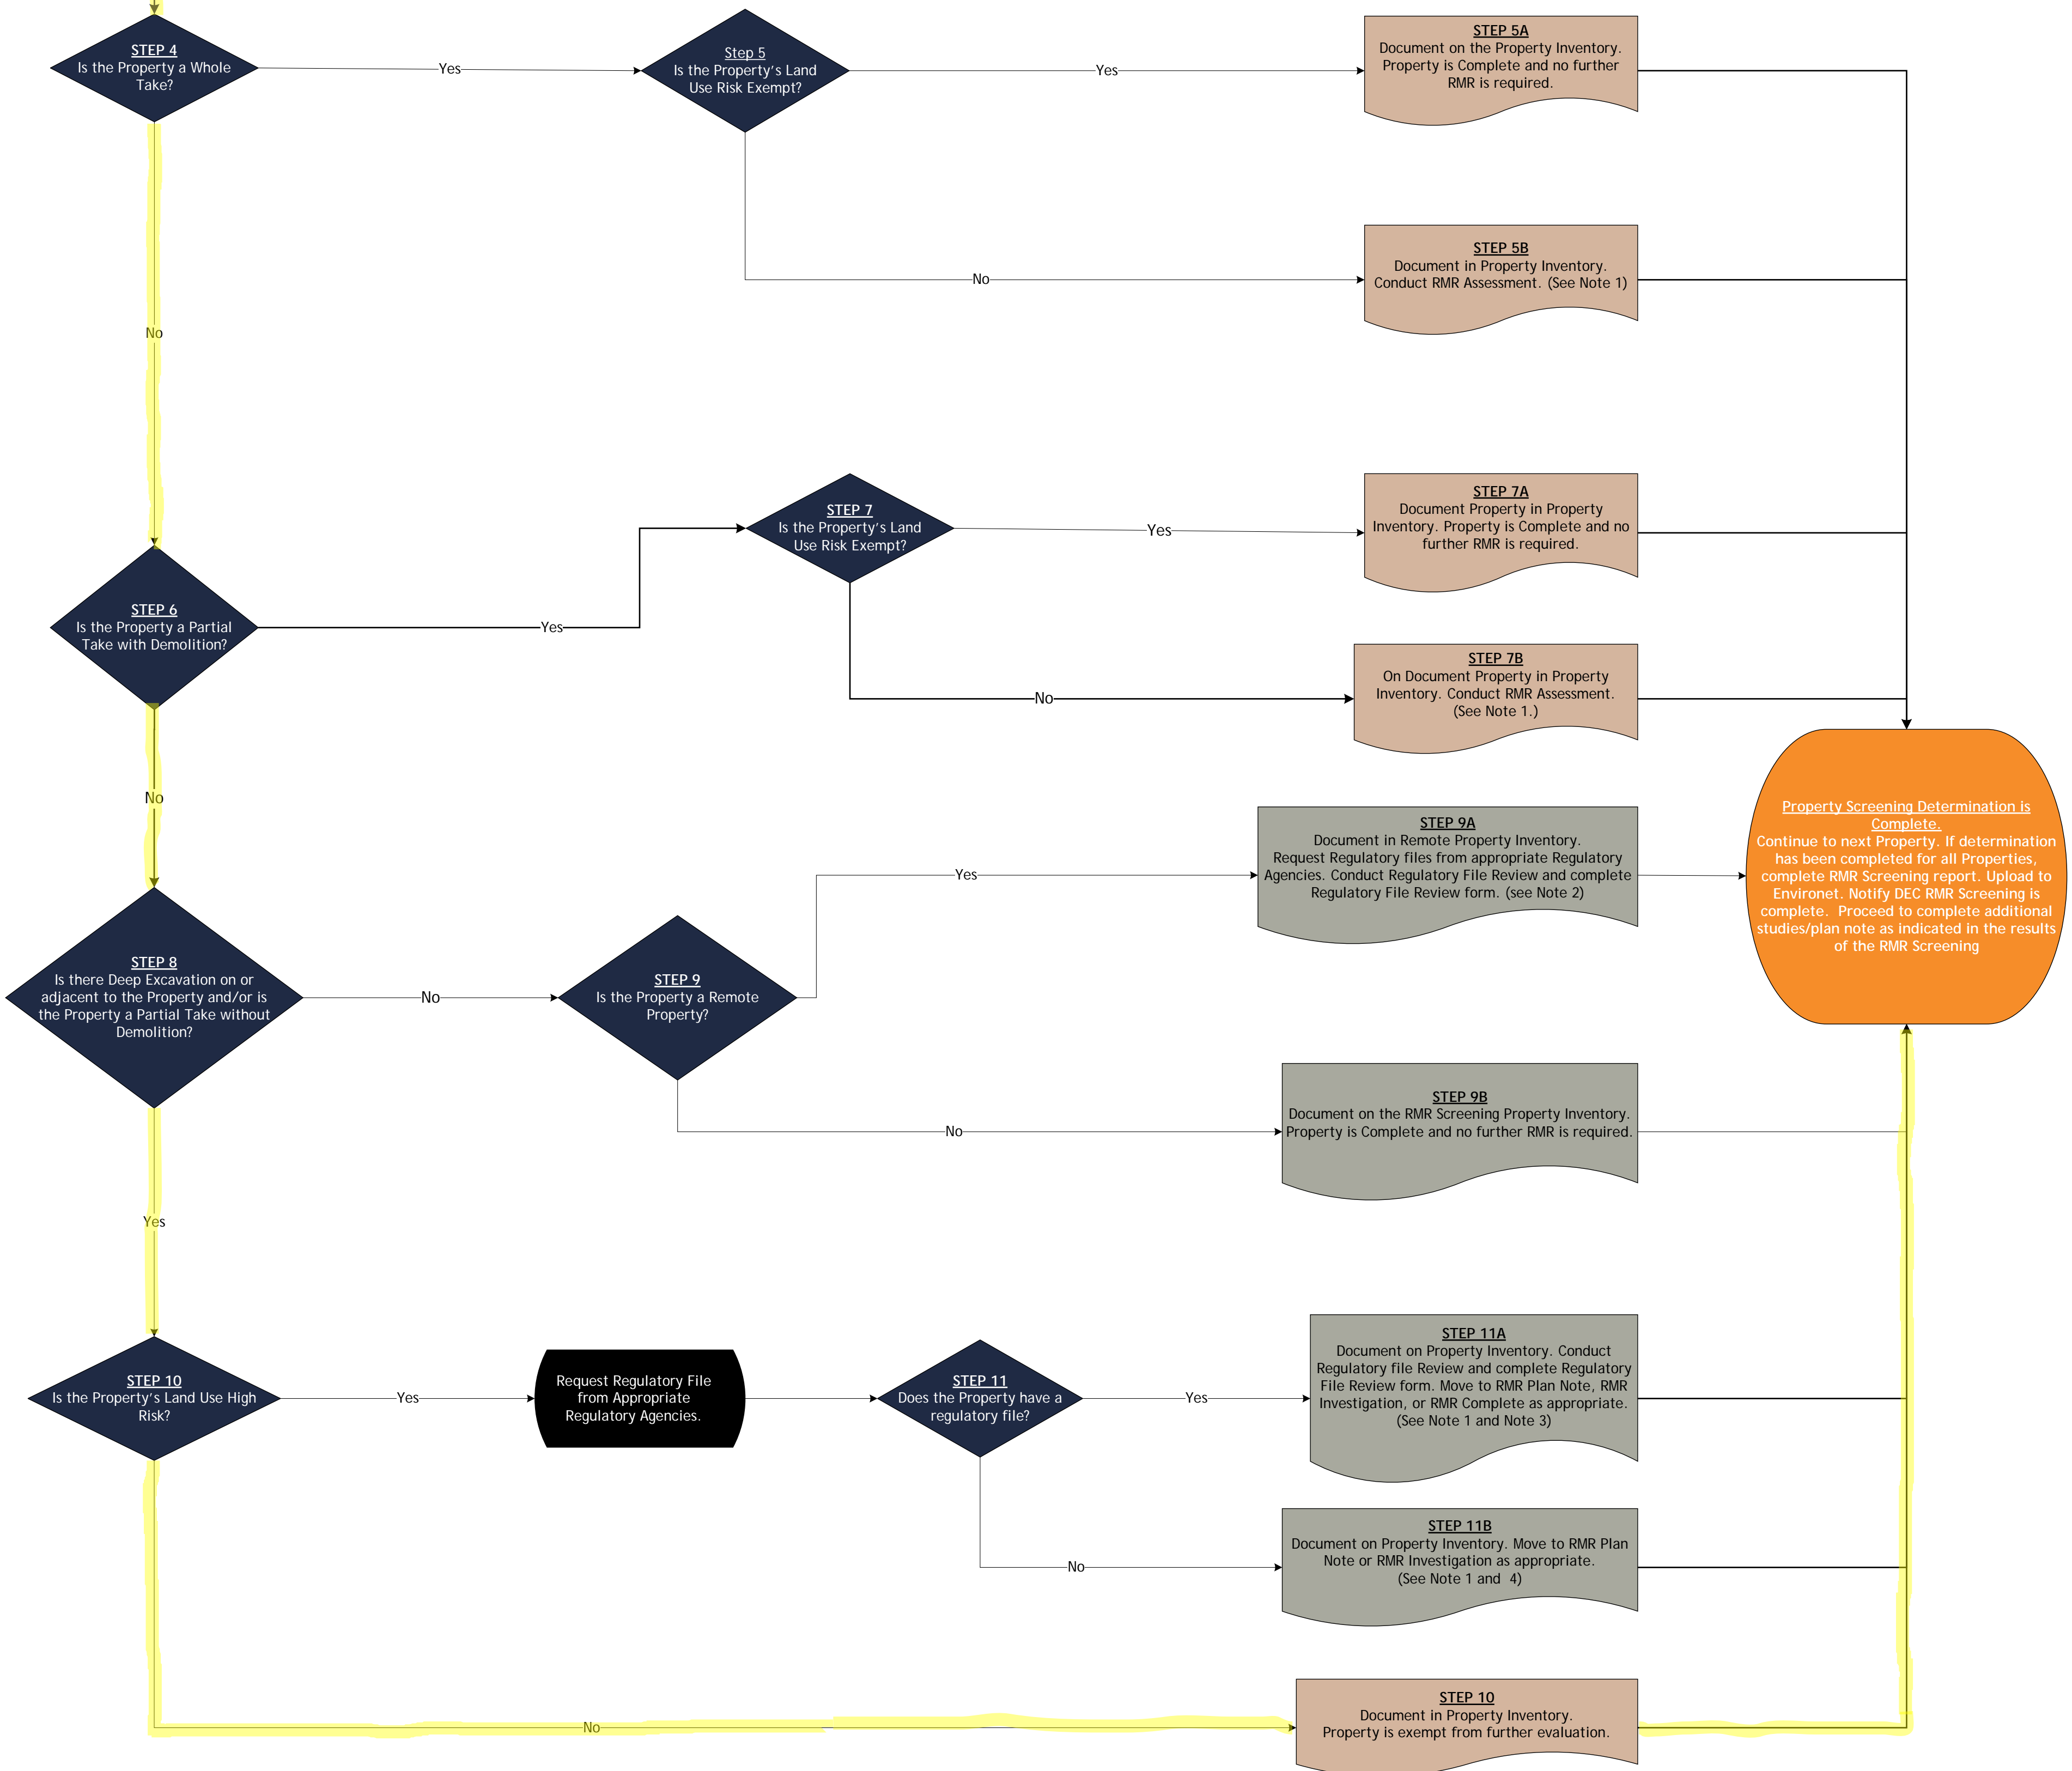 STEP 4
Is the Property a Whole
Take?
Yes
Step 5
Is the Property's Land
Use Risk Exempt?
Yes
STEP 5A
Document on the Property Inventory.
Property is Complete and no further
RMR is required.
No
STEP 5B
Document in Property Inventory.
Conduct RMR Assessment. (See Note 1)
No
STEP 6
Is the Property a Partial
Take with Demolition?
Yes
STEP 7
Is the Property's Land
Use Risk Exempt?
Yes
STEP 7A
Document Property in Property
Inventory. Property is Complete and no
further RMR is required.
No
STEP 7B
On Document Property in Property
Inventory. Conduct RMR Assessment.
(See Note 1.)
No
STEP 8
Is there Deep Excavation on or
adjacent to the Property and/or is
the Property a Partial Take without
Demolition?
No
STEP 9
Is the Property a Remote
Property?
Yes
STEP 9A
Document in Remote Property Inventory.
Request Regulatory files from appropriate Regulatory
Agencies. Conduct Regulatory File Review and complete
Regulatory File Review form. (see Note 2)
No
STEP 9B
Document on the RMR Screening Property Inventory.
Property is Complete and no further RMR is required.
Property Screening Determination is
Complete.
Continue to next Property. If determination
has been completed for all Properties,
complete RMR Screening report. Upload to
Environet. Notify DEC RMR Screening is
complete.  Proceed to complete additional
studies/plan note as indicated in the results
of the RMR Screening
Yes
STEP 10
Is the Property's Land Use High
Risk?
Yes
Request Regulatory File
from Appropriate
Regulatory Agencies.
STEP 11
Does the Property have a
regulatory file?
Yes
STEP 11A
Document on Property Inventory. Conduct
Regulatory file Review and complete Regulatory
File Review form. Move to RMR Plan Note, RMR
Investigation, or RMR Complete as appropriate.
(See Note 1 and Note 3)
No
STEP 11B
Document on Property Inventory. Move to RMR Plan
Note or RMR Investigation as appropriate.
(See Note 1 and  4)
No
STEP 10
Document in Property Inventory.
Property is exempt from further evaluation.